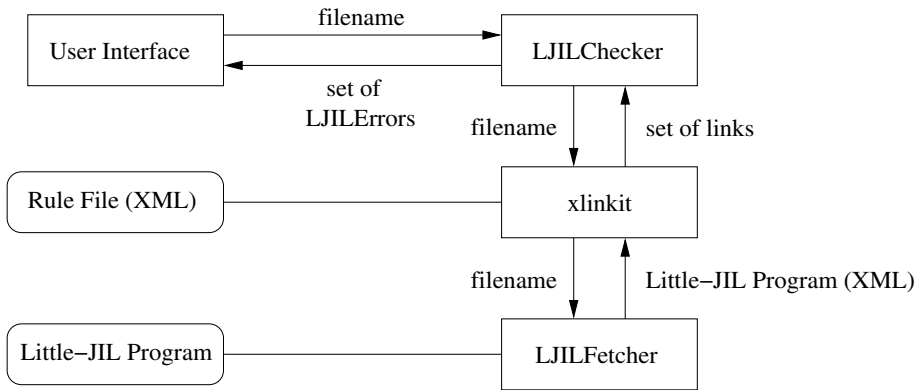 filename
User Interface
LJILChecker
set of
LJILErrors
filename
set of links
Rule File (XML)
xlinkit
filename
Little−JIL Program (XML)
Little−JIL Program
LJILFetcher